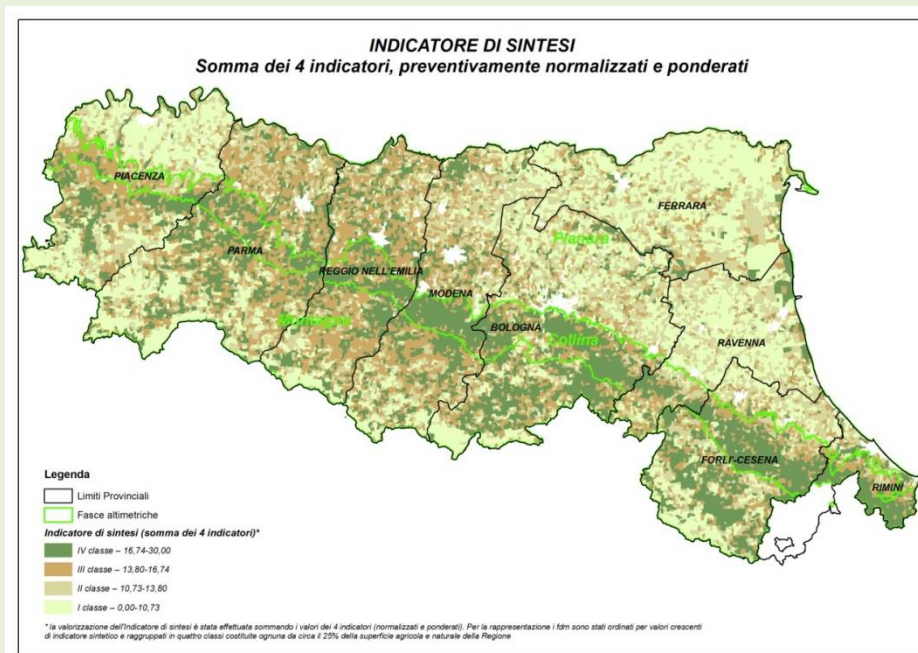 INDICATORE DI SINTESI
Somma dei 4 indicatori, preventivamente normalizzati e ponderati
PIACENZA
FERRARA
Pianura
PARMA
REGGIO NELL'EMILIA
MODENA
Montagna
BOLOGNA
Collina
RAVENNA
FORLI'-CESENA
RIMINI
Legenda
Limiti Provinciali
Fasce altimetriche
Indicatore di sintesi (somma dei 4 indicatori)*
IV classe – 16,74-30,00
III classe – 13,80-16,74
II classe – 10,73-13,80
I classe – 0,00-10,73
* la valorizzazione dell'Indicatore di sintesi è stata effettuata sommando i valori dei 4 indicatori (normalizzati e ponderati). Per la rappresentazione i fdm sono stati ordinati per valori crescenti
di indicatore sintetico e raggruppati in quattro classi costituite ognuna da circa il 25% della superficie agricola e naturale della Regione